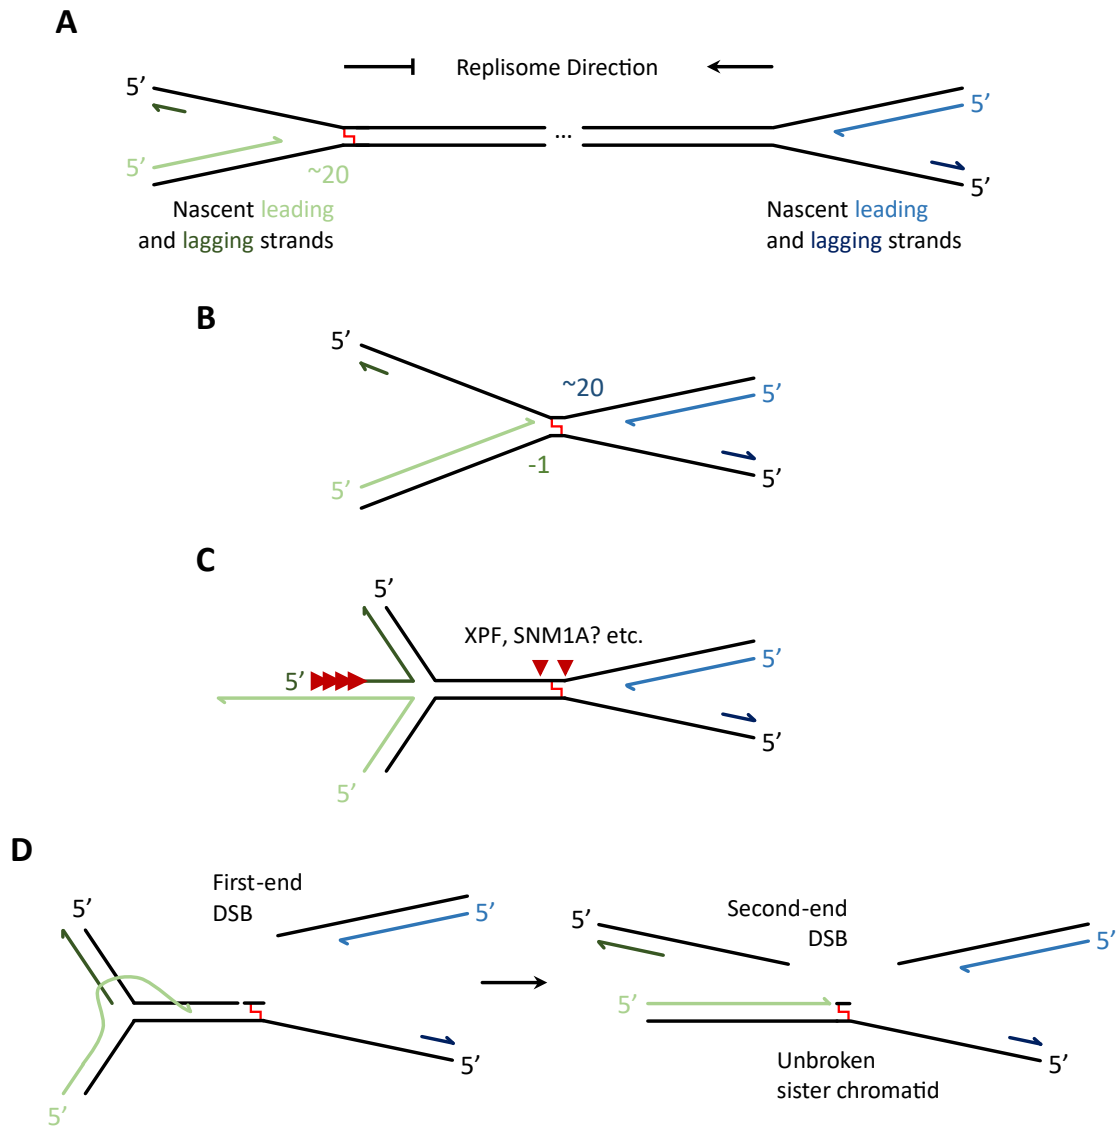 A
Replisome Direction
5’
5’
5’
...
5’
~20
Nascent leading
and lagging strands
Nascent leading
and lagging strands
B
5’
~20
5’
-1
5’
5’
C
5’
XPF, SNM1A? etc.
5’
5’
5’
5’
D
First-end
DSB
5’
5’
5’
5’
Second-end
DSB
5’
5’
5’
5’
Unbroken
sister chromatid